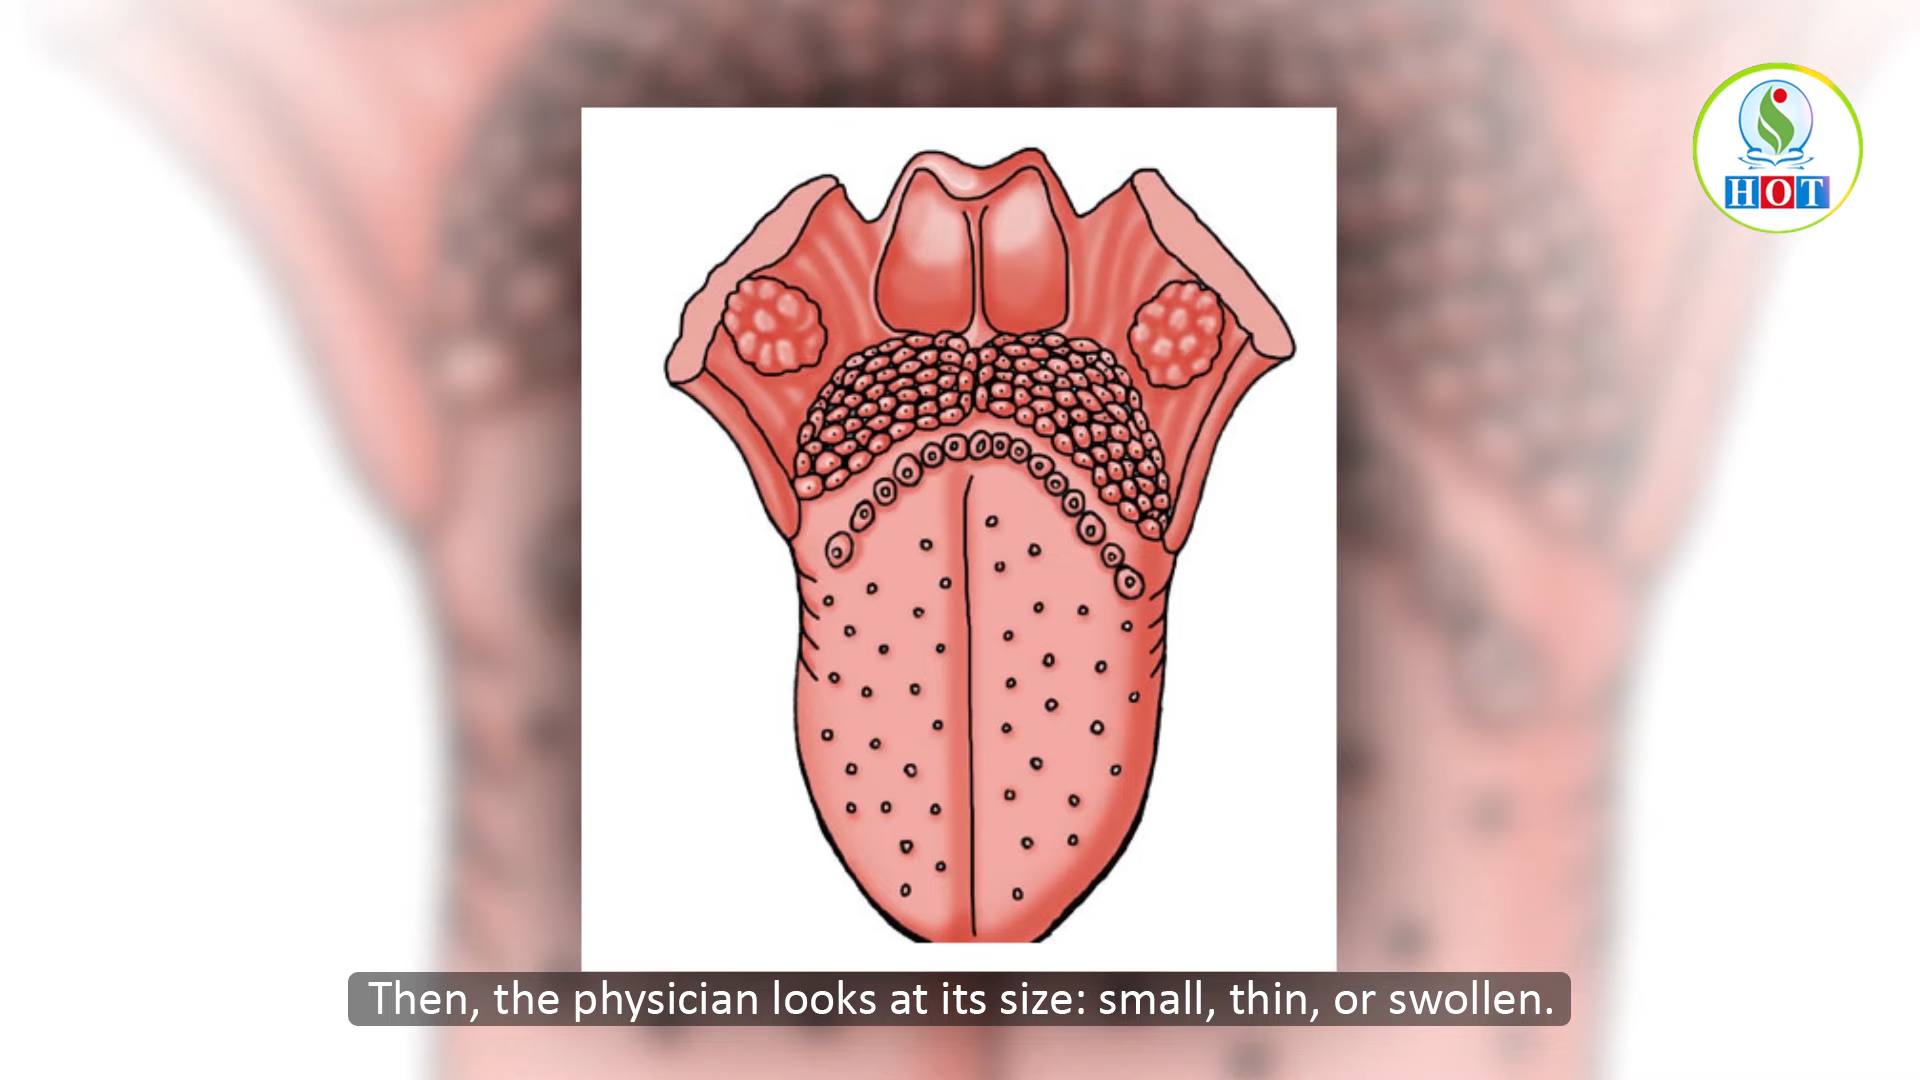 HOT
Then, the physician looks at its size: small, thin, or swollen.